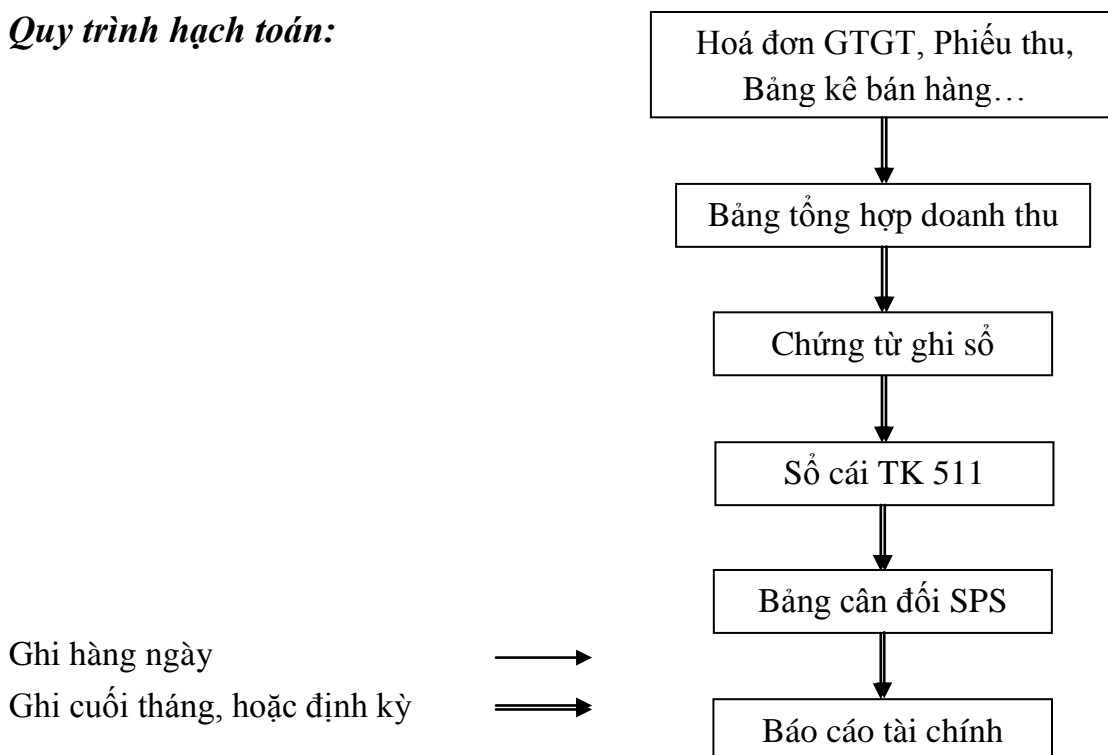 Quy trình hạch toán:
Hoá đơn GTGT, Phiếu thu,
Bảng kê bán hàng…
Bảng tổng hợp doanh thu
Chứng từ ghi sổ
Sổ cái TK 511
Bảng cân đối SPS
Ghi hàng ngày
Ghi cuối tháng, hoặc định kỳ
Báo cáo tài chính